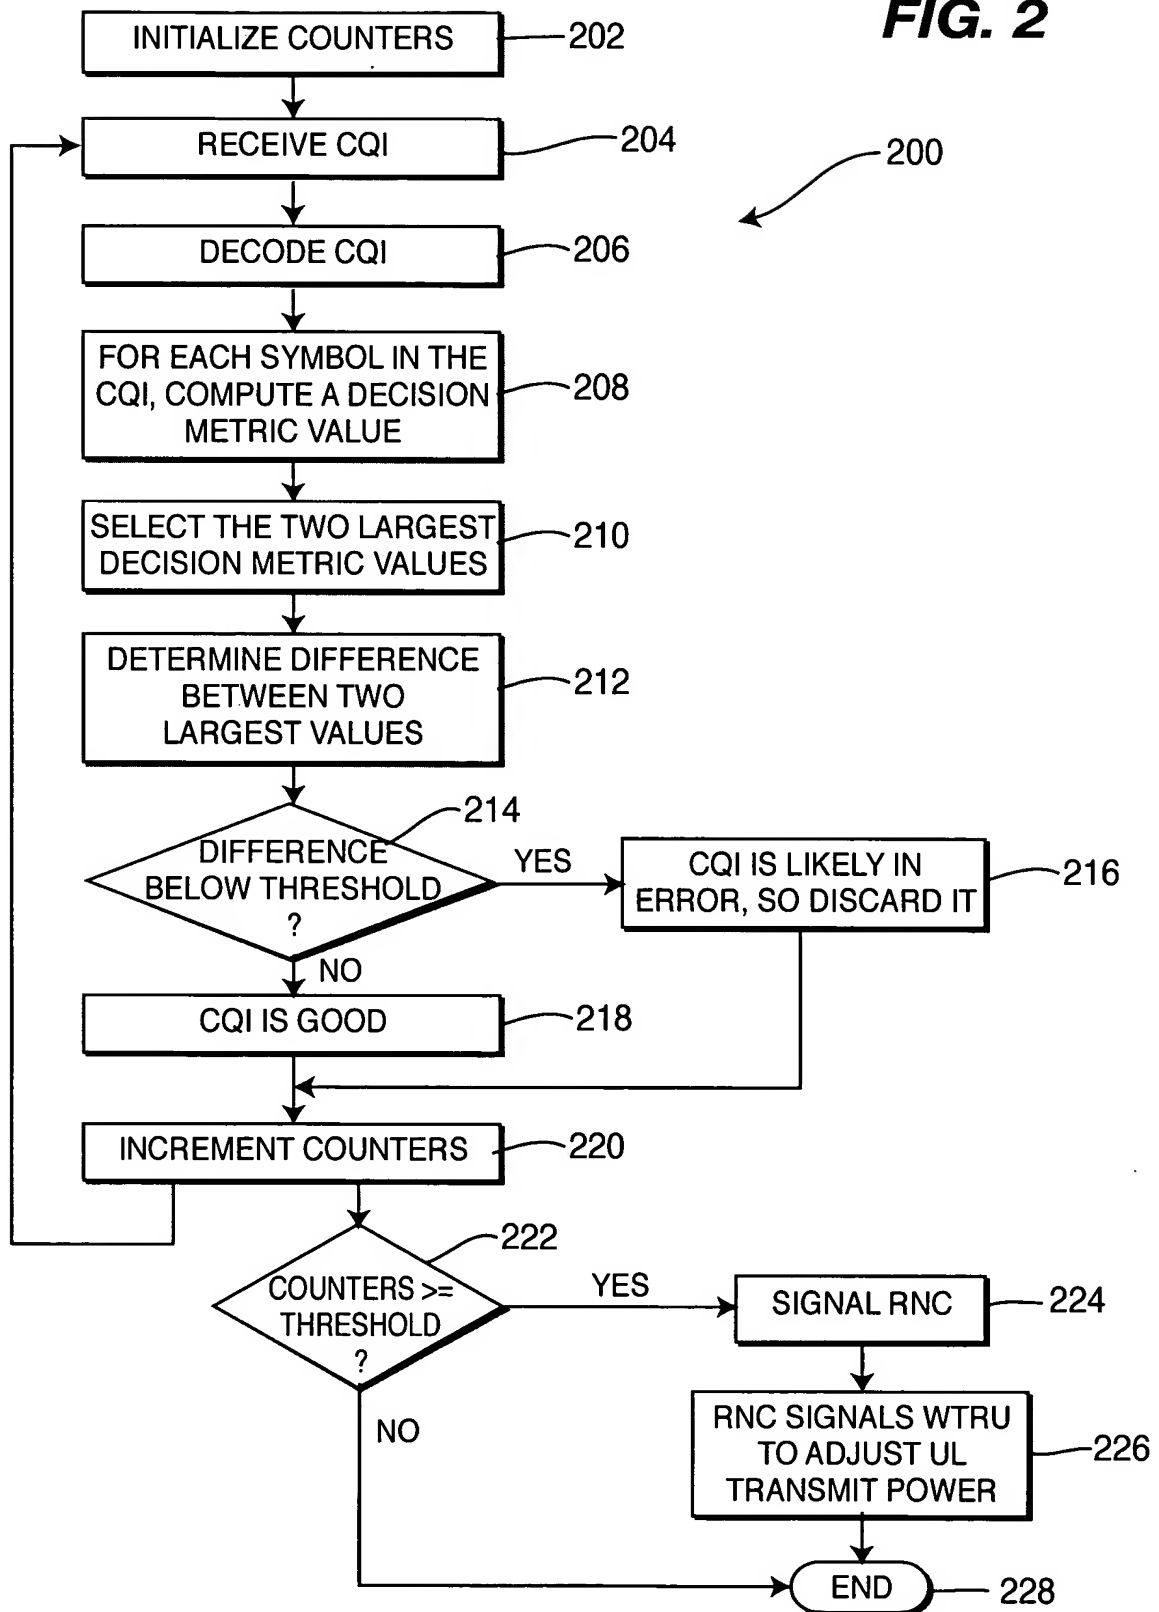 FIG. 2
INITIALIZE COUNTERS
202
RECEIVE CQI
204
200
DECODE CQI
206
FOR EACH SYMBOL IN THE
CQI, COMPUTE A DECISION
METRIC VALUE
208
SELECT THE TWO LARGEST
DECISION METRIC VALUES
210
DETERMINE DIFFERENCE
BETWEEN TWO
LARGEST VALUES
212
214
DIFFERENCE
BELOW THRESHOLD
?
YES
CQI IS LIKELY IN
ERROR, SO DISCARD IT
216
NO
CQI IS GOOD
218
INCREMENT COUNTERS
220
222
COUNTERS >=
THRESHOLD
?
YES
SIGNAL RNC
224
NO
RNC SIGNALS WTRU
TO ADJUST UL
TRANSMIT POWER
226
END
228